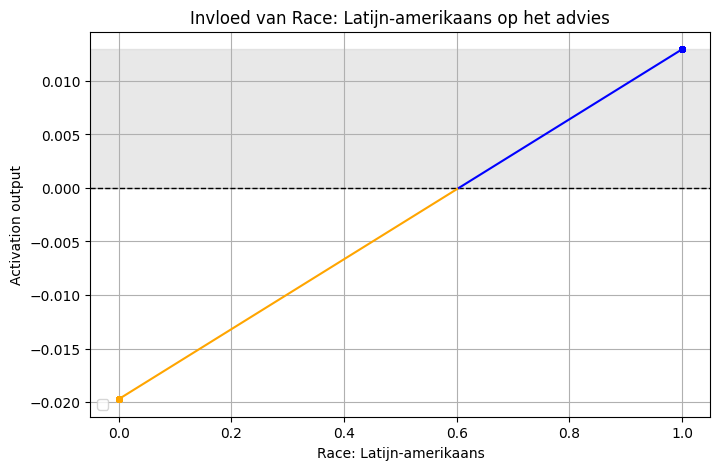 Invloed van Race: Latijn-amerikaans op het advies
Activation output
0.010
0.005
0.000
−0.005
−0.010
−0.015
−0.020
0.0 0.2 0.4 0.6 0.8 1.0
Race: Latijn-amerikaans